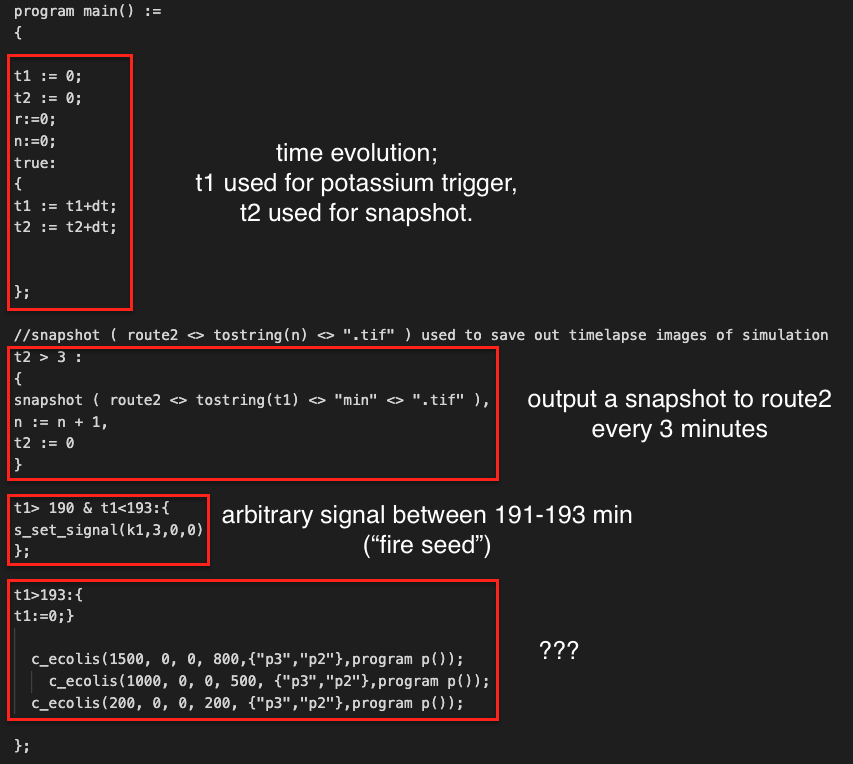 program main() :=
{
t1 := 0;
t2 := 0;
r:=0;
n:=0;
true:
{
t1 := t1+dt;
t2 := t2+dt;
};
time evolution;
t1 used for potassium trigger,
t2 used for snapshot.
//snapshot ( route2 <> tostring(n) <> ".tif" ) used to save out timelapse images of simulation
t2 > 3 :
{
snapshot ( route2 <> tostring(t1) <> "min" <> ".tif" ),
n := n + 1,
t2 := 0
}
output a snapshot to route2
every 3 minutes
t1> 190 & t1<193:{
s_set_signal(k1,3,0,0)
};
arbitrary signal between 191-193 min
(“fire seed”)
t1>193:{
t1:=0;}
c_ecolis(1500, 0, 0, 800,{"p3","p2"},program p());
c_ecolis(1000, 0, 0, 500, {"p3","p2"},program p());
c_ecolis(200, 0, 0, 200, {"p3","p2"},program p());
???
};